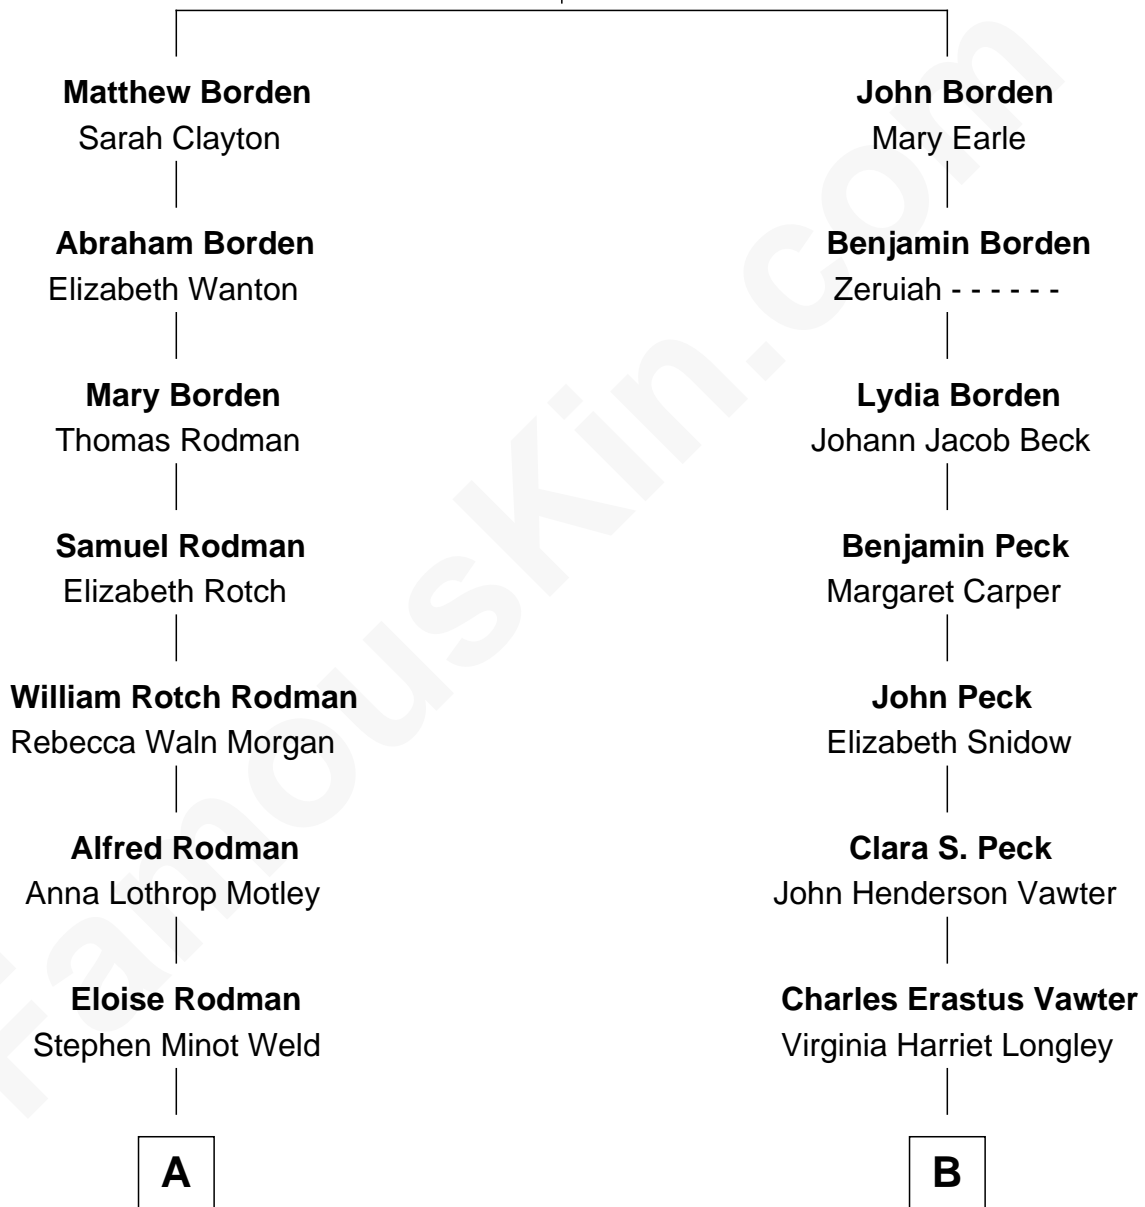 Matthew Borden
Sarah Clayton
Abraham Borden
Elizabeth Wanton
Mary Borden
Thomas Rodman
Samuel Rodman
Elizabeth Rotch
William Rotch Rodman
Rebecca Waln Morgan
Alfred Rodman
Anna Lothrop Motley
Eloise Rodman
Stephen Minot Weld
A
John Borden
Mary Earle
Benjamin Borden
Zeruiah - - - - - -
Lydia Borden
Johann Jacob Beck
Benjamin Peck
Margaret Carper
John Peck
Elizabeth Snidow
Clara S. Peck
John Henderson Vawter
Charles Erastus Vawter
Virginia Harriet Longley
B
FamousKin.com